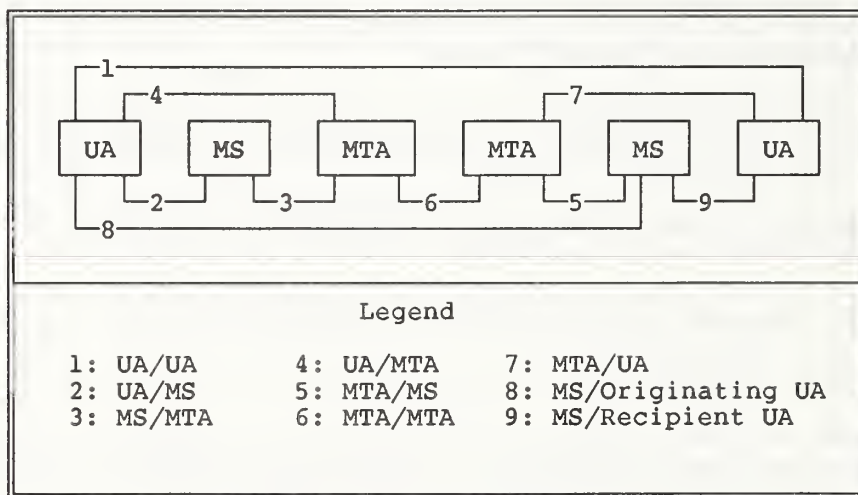 1
4 7
UA MS MTA MTA MS UA
2 3 6 5 9
8
Legend
1: UA/UA 4: UA/MTA 7: MTA/UA
2: UA/MS 5: MTA/MS 8: MS/Originating UA
3: MS/MTA 6: MTA/MTA 9: MS/Recipient UA